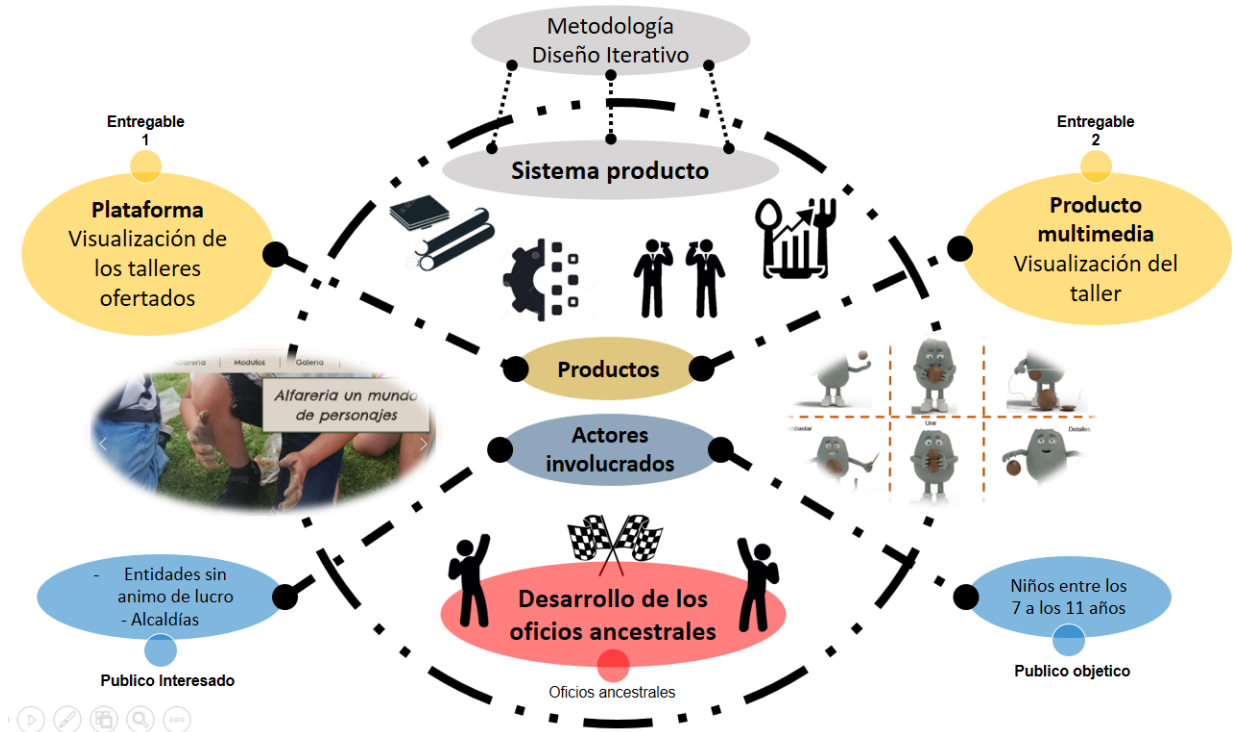 Metodología
Diseño Iterativo
Sistema producto
Entregable
1
Plataforma
Visualización de
los talleres
ofertados
Entregable
2
Producto
multimedia
Visualización del
taller
Productos
Alfareria | Modulos | Galeria |
Alfareria un mundo
de personajes
Actores
involucrados
Unir
Detalles
- Entidades sin
animo de lucro
- Alcaldías
Publico Interesado
Desarrollo de los
oficios ancestrales
Oficios ancestrales
Niños entre los
7 a los 11 años
Publico objetico